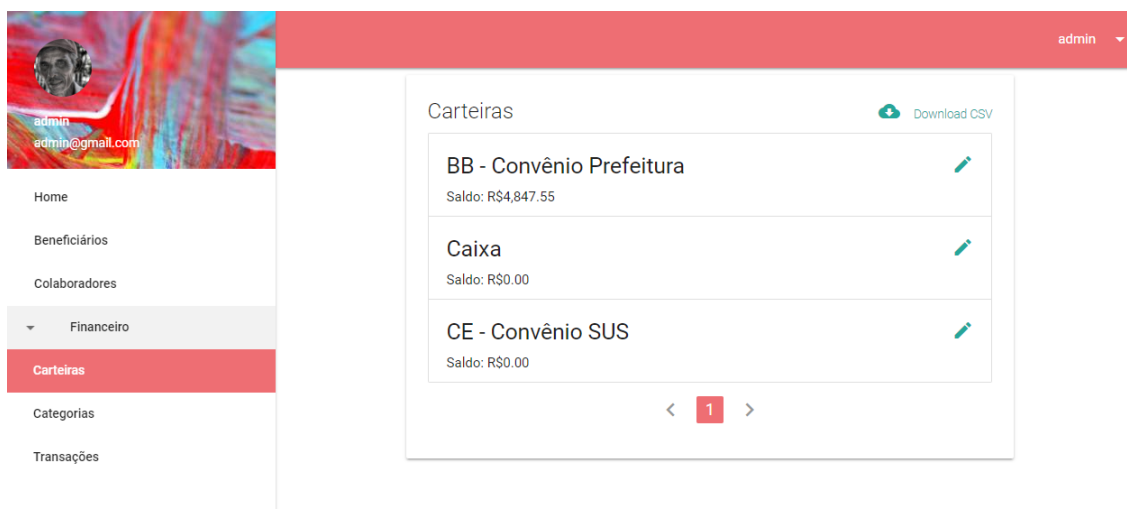 admin
admin
admin@gmail.com
Home
Beneficiários
Colaboradores
Financeiro
Carteiras
Categorias
Transações
Carteiras
Download CSV
BB - Convênio Prefeitura
Saldo: R$4,847.55
Caixa
Saldo: R$0.00
CE - Convênio SUS
Saldo: R$0.00
1